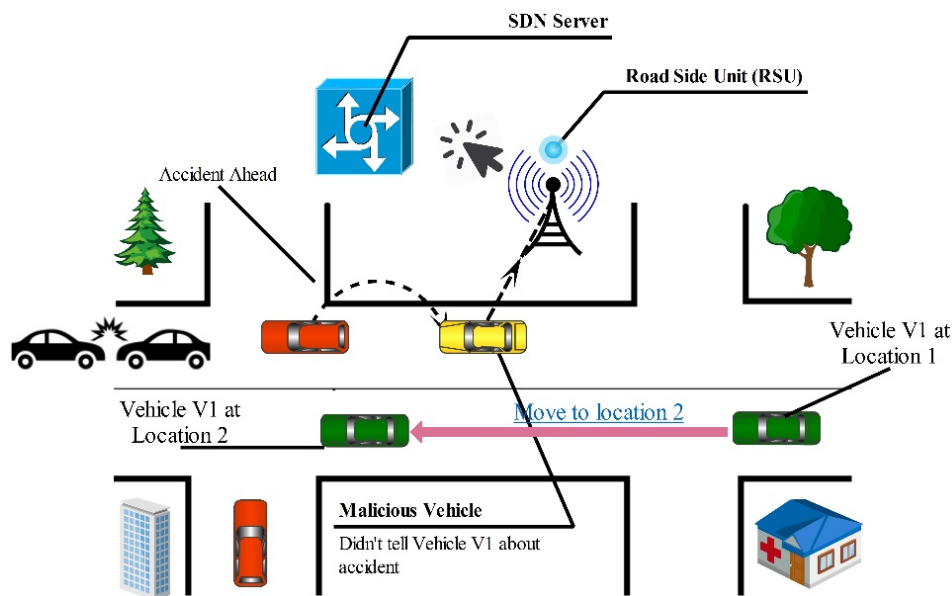 SDN Server
Road Side Unit (RSU)
Accident Ahead
Vehicle V1 at
Location 1
Vehicle V1 at
Location 2
Move to location 2
Malicious Vehicle
Didn't tell Vehicle V1 about
accident